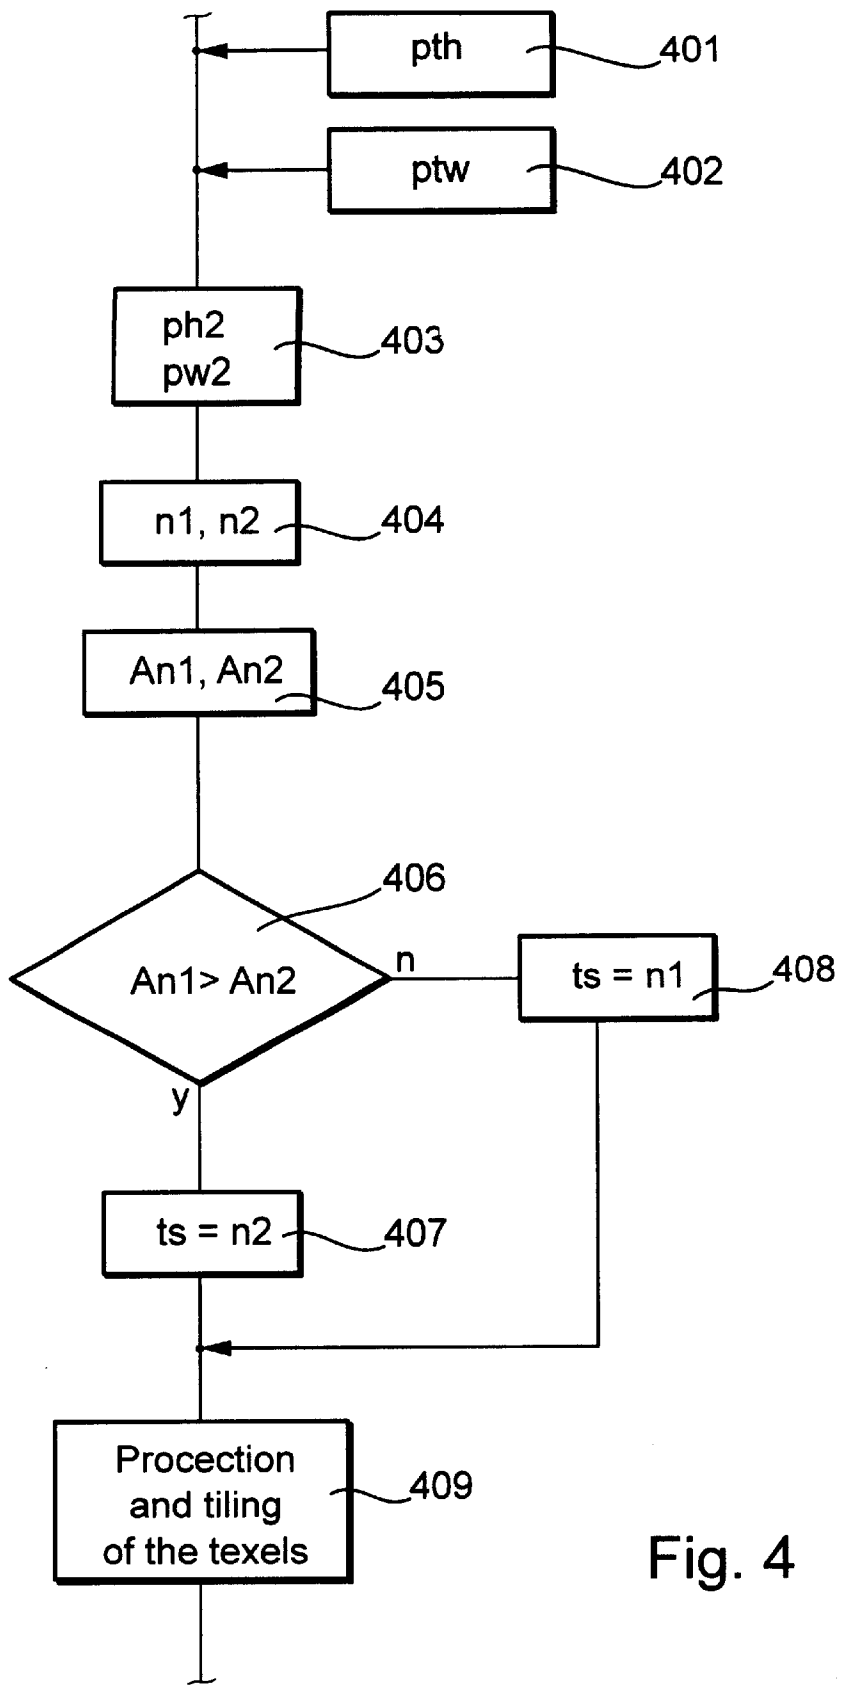 pth
401
ptw
402
ph2
pw2
403
n1, n2
404
An1, An2
405
406
An1> An2
n
y
ts = n1
408
ts = n2
407
Procection
and tiling
of the texels
409
Fig. 4